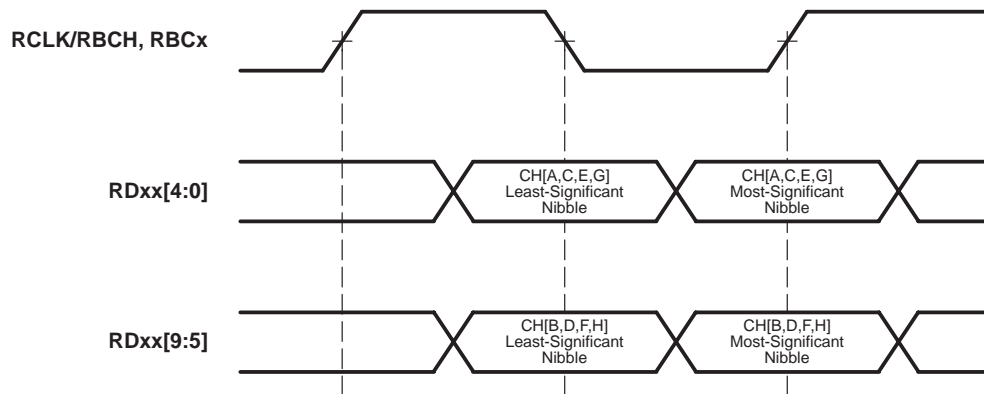 RCLK/RBCH, RBCx
RDxx[4:0]
CH[A,C,E,G]
Least-Significant
Nibble
CH[A,C,E,G]
Most-Significant
Nibble
RDxx[9:5]
CH[B,D,F,H]
Least-Significant
Nibble
CH[B,D,F,H]
Most-Significant
Nibble